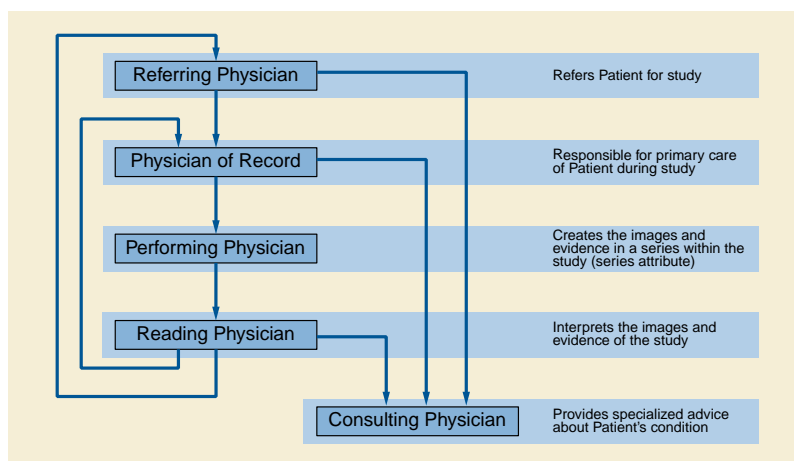 Referring Physician
Refers Patient for study
Physician of Record
Responsible for primary care
of Patient during study
Performing Physician
Creates the images and
evidence in a series within the
study (series attribute)
Reading Physician
Interprets the images and
evidence of the study
Consulting Physician
Provides specialized advice
about Patient's condition